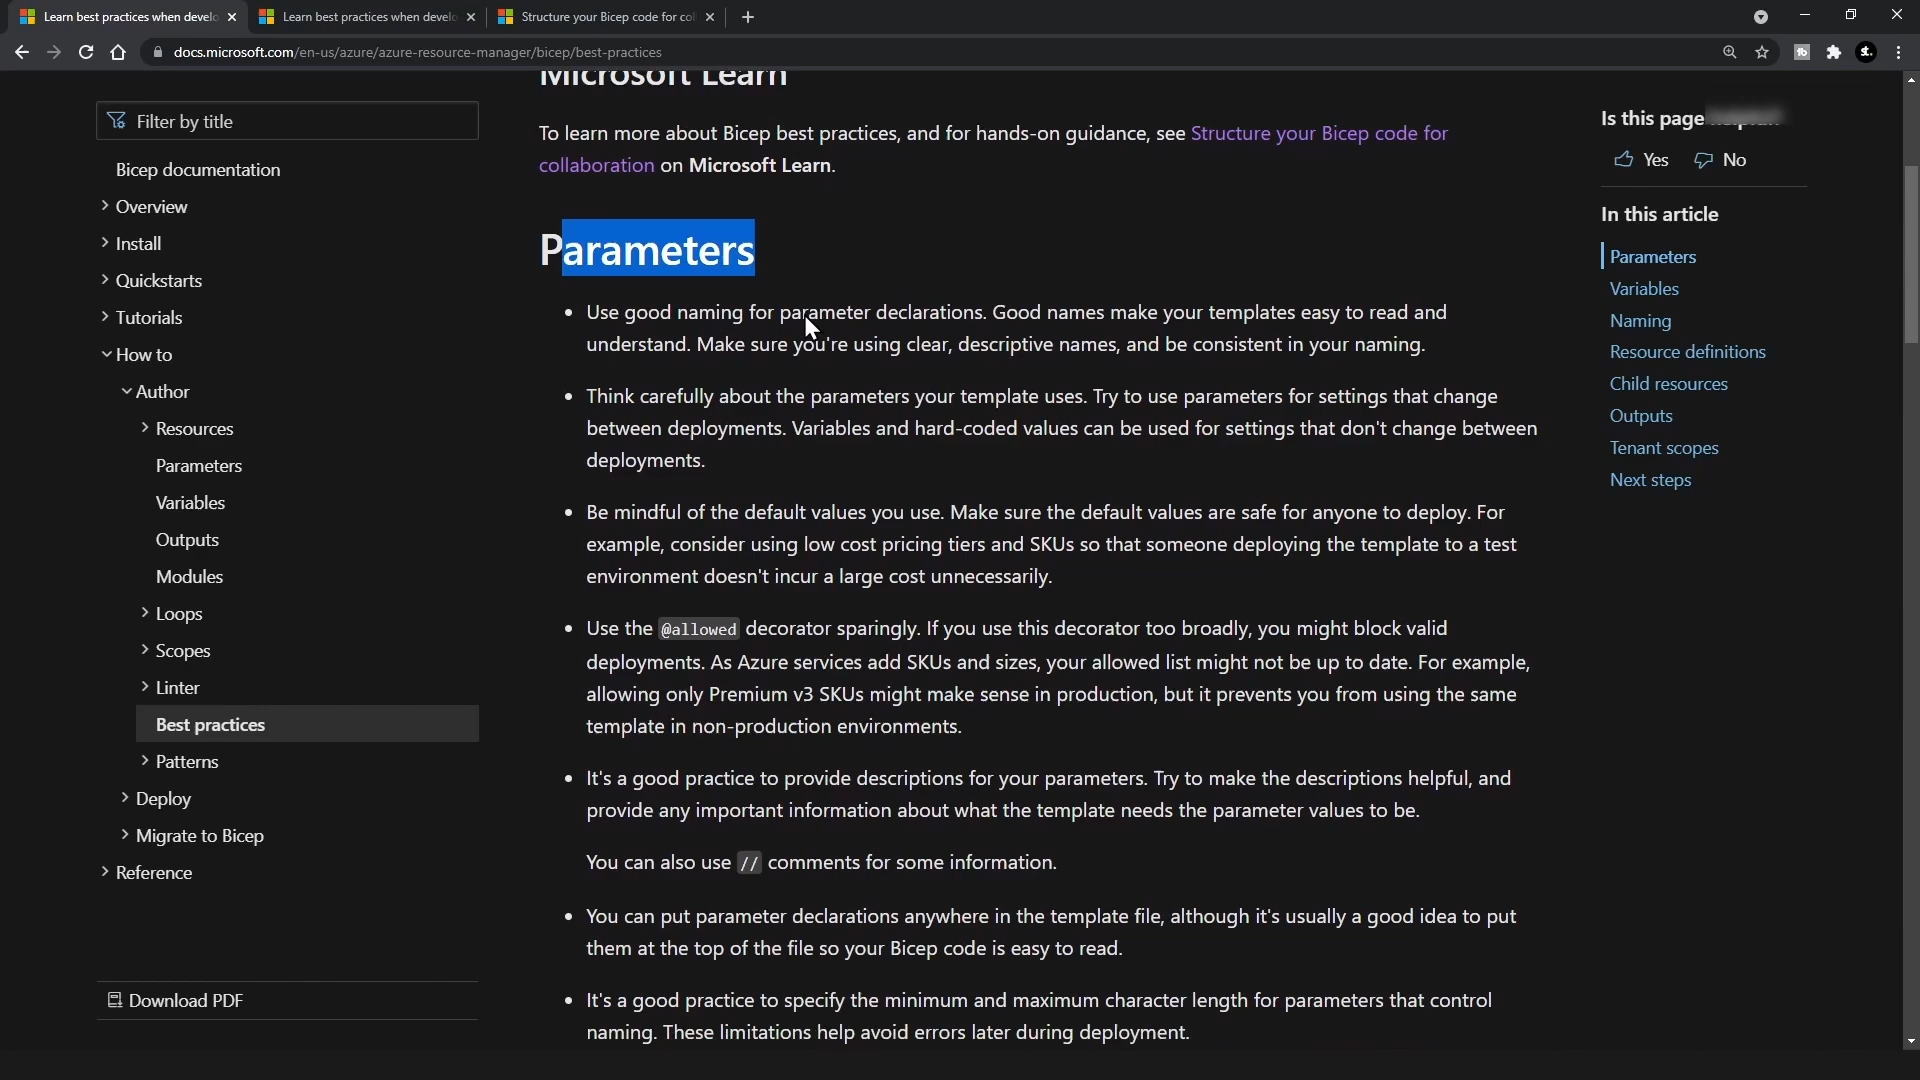 Learn best practices when develo
Learn best practices when develo
Structure your Bicep code for col
docs.microsoft.com/en-us/azure/azure-resource-manager/bicep/best-practices
Microsoft Learn
Filter by title
Bicep documentation
Overview
Install
Quickstarts
Tutorials
How to
Author
Resources
Parameters
Variables
Outputs
Modules
Loops
Scopes
Linter
Best practices
Patterns
Deploy
Migrate to Bicep
Reference
Download PDF
To learn more about Bicep best practices, and for hands-on guidance, see Structure your Bicep code for
collaboration on Microsoft Learn.
Parameters
Use good naming for parameter declarations. Good names make your templates easy to read and
understand. Make sure you're using clear, descriptive names, and be consistent in your naming.
Think carefully about the parameters your template uses. Try to use parameters for settings that change
between deployments. Variables and hard-coded values can be used for settings that don't change between
deployments.
Be mindful of the default values you use. Make sure the default values are safe for anyone to deploy. For
example, consider using low cost pricing tiers and SKUs so that someone deploying the template to a test
environment doesn't incur a large cost unnecessarily.
Use the @allowed decorator sparingly. If you use this decorator too broadly, you might block valid
deployments. As Azure services add SKUs and sizes, your allowed list might not be up to date. For example,
allowing only Premium v3 SKUs might make sense in production, but it prevents you from using the same
template in non-production environments.
It's a good practice to provide descriptions for your parameters. Try to make the descriptions helpful, and
provide any important information about what the template needs the parameter values to be.
You can also use // comments for some information.
You can put parameter declarations anywhere in the template file, although it's usually a good idea to put
them at the top of the file so your Bicep code is easy to read.
It's a good practice to specify the minimum and maximum character length for parameters that control
naming. These limitations help avoid errors later during deployment.
Is this page
Yes
No
In this article
Parameters
Variables
Naming
Resource definitions
Child resources
Outputs
Tenant scopes
Next steps